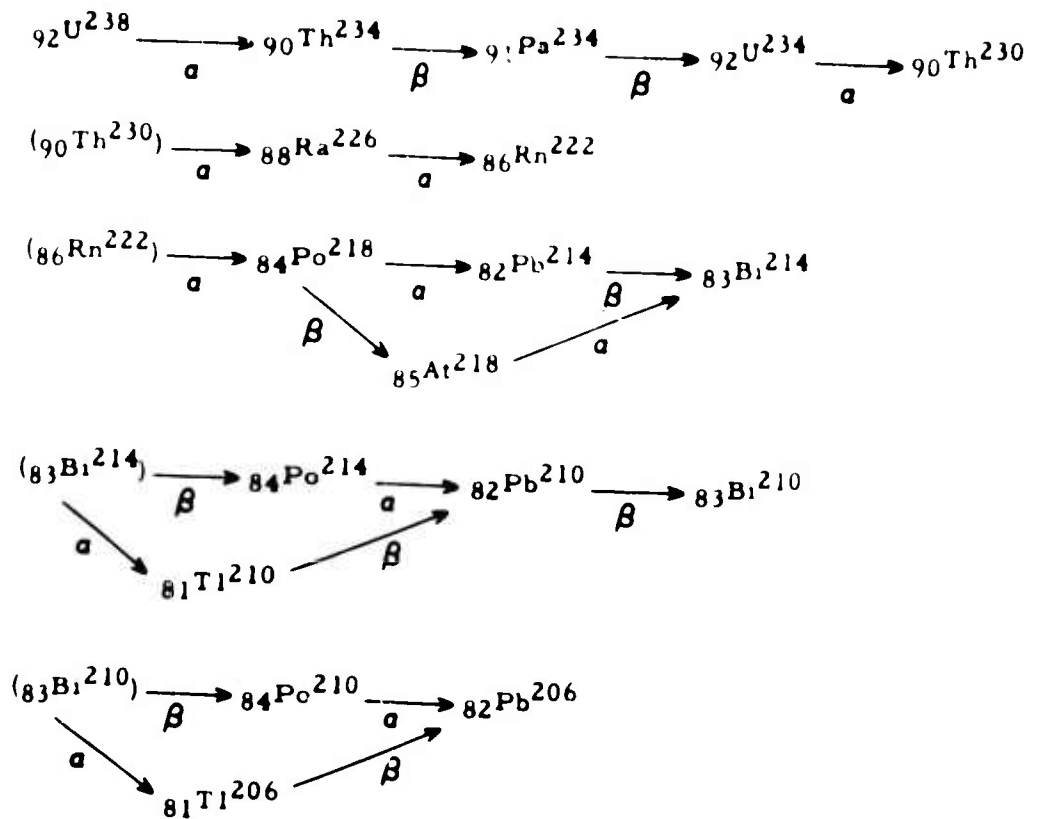 92U238 α 90Th234 β 91Pa234 β 92U234 α 90Th230
(90Th230) α 88Ra226 α 86Rn222
(86Rn222) α 84Po218 α 82Pb214 β 83Bi214
β 85At218 α
(83Bi214) β 84Po214 α 82Pb210 β 83Bi210
α 81Tl210 β
(83Bi210) β 84Po210 α 82Pb206
α 81Tl206 β